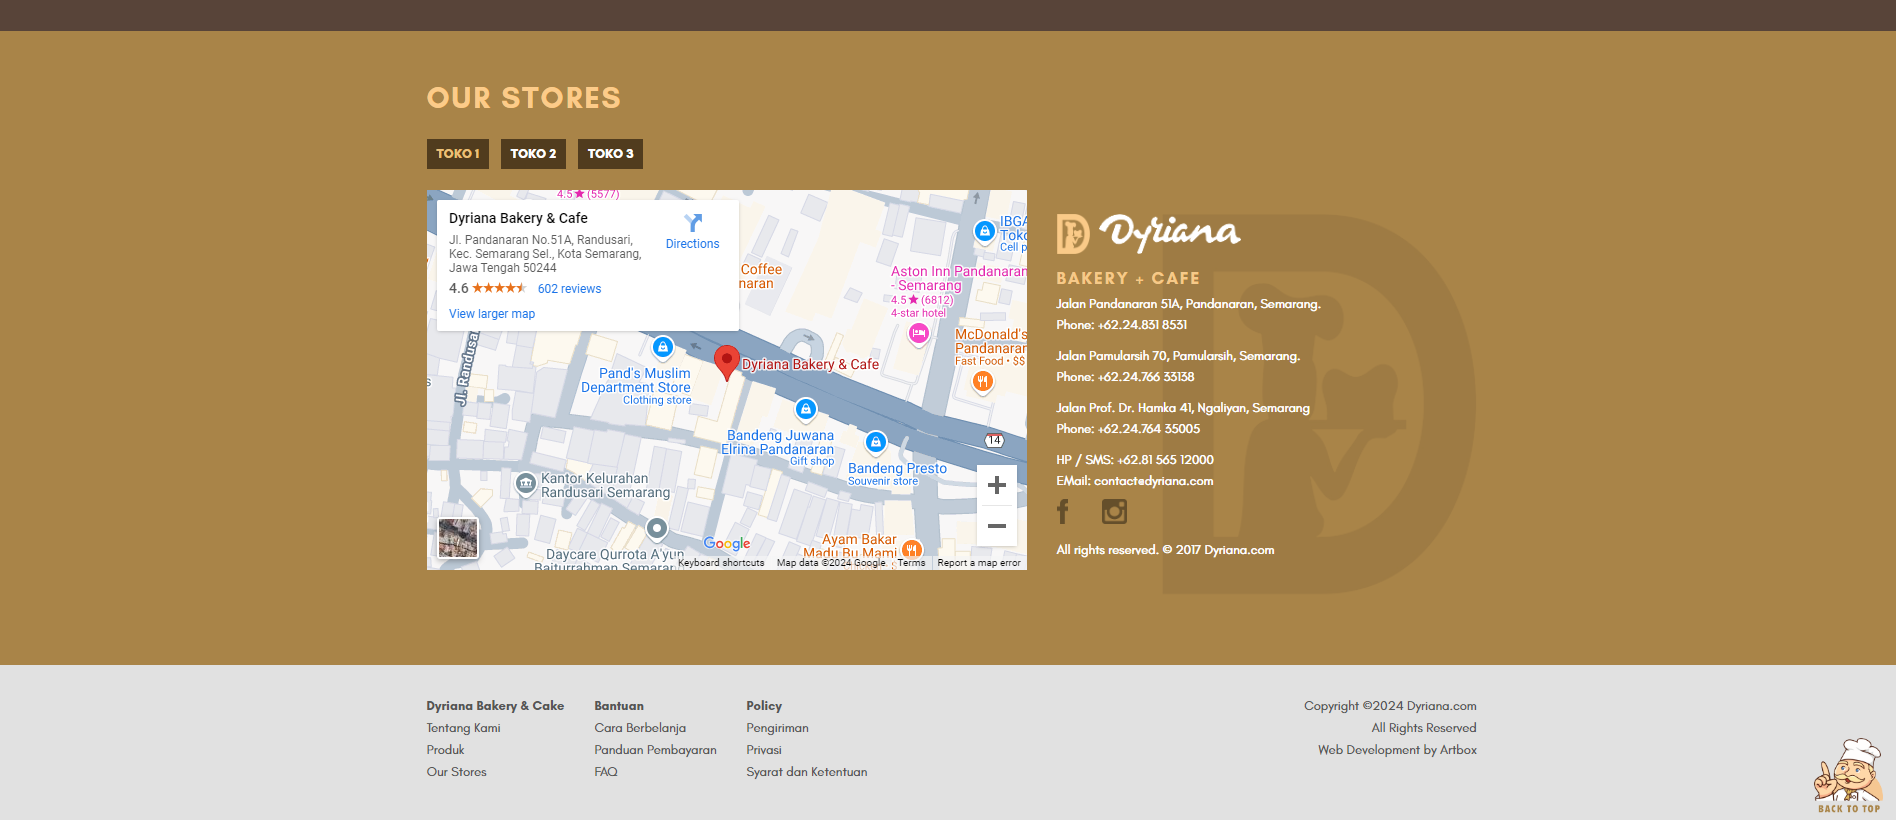 OUR STORES
TOKO 1
TOKO 2
TOKO 3
4.5★ (5577)
Dyriana Bakery & Cafe
Jl. Pandanaran No.51A, Randusari,
Kec. Semarang Sel., Kota Semarang,
Jawa Tengah 50244
4.6
602 reviews
View larger map
Directions
Coffee
naran
IBGA
Toko
Cell p
Aston Inn Pandanaran
- Semarang
4.5★ (6812)
4-star hotel
McDonald's
Pandanaran
Fast Food • $$
Jl. Randusa
Pand's Muslim
Department Store
Clothing store
Dyriana Bakery & Cafe
Bandeng Juwana
Elrina Pandanaran
Gift shop
14
Bandeng Presto
Souvenir store
Kantor Kelurahan
Randusari Semarang
Daycare Qurrota A'yun
Baiturrahman Semaran
Ayam Bakar
Madu Bu Mami
Google
Keyboard shortcuts
Map data ©2024 Google
Terms
Report a map error
Dyriana
BAKERY + CAFE
Jalan Pandanaran 51A, Pandanaran, Semarang.
Phone: +62.24.831 8531
Jalan Pamularsih 70, Pamularsih, Semarang.
Phone: +62.24.766 33138
Jalan Prof. Dr. Hamka 41, Ngaliyan, Semarang
Phone: +62.24.764 35005
HP / SMS: +62.81 565 12000
EMail: contact@dyriana.com
All rights reserved. © 2017 Dyriana.com
Dyriana Bakery & Cake
Tentang Kami
Produk
Our Stores
Bantuan
Cara Berbelanja
Panduan Pembayaran
FAQ
Policy
Pengiriman
Privasi
Syarat dan Ketentuan
Copyright ©2024 Dyriana.com
All Rights Reserved
Web Development by Artbox
BACK TO TOP